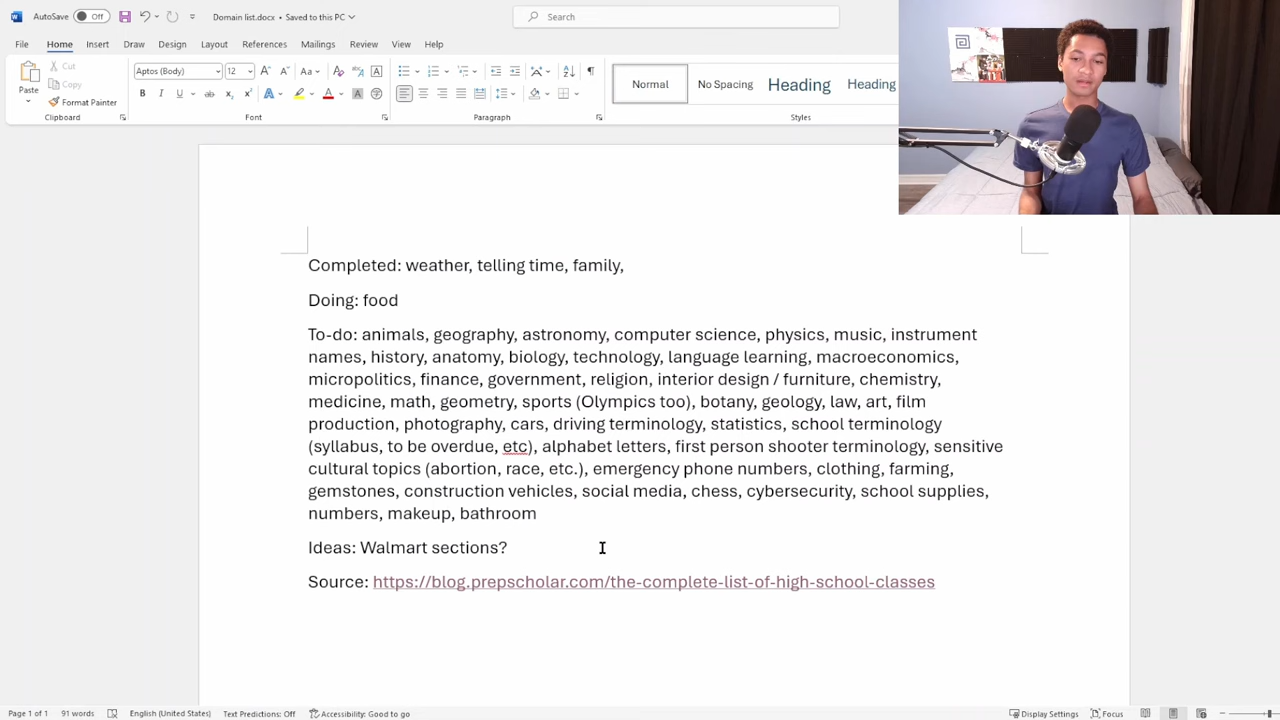 AutoSave Off Domain list.docx • Saved to this PC Search
File Home Insert Draw Design Layout References Mailings Review View Help
Paste Cut Copy Format Painter
Aptos (Body) 12 A A Aa
B I U ab x₂ x² A A A
Normal No Spacing Heading Heading
Clipboard Font Paragraph Styles
Completed: weather, telling time, family,
Doing: food
To-do: animals, geography, astronomy, computer science, physics, music, instrument
names, history, anatomy, biology, technology, language learning, macroeconomics,
micropolitics, finance, government, religion, interior design / furniture, chemistry,
medicine, math, geometry, sports (Olympics too), botany, geology, law, art, film
production, photography, cars, driving terminology, statistics, school terminology
(syllabus, to be overdue, etc), alphabet letters, first person shooter terminology, sensitive
cultural topics (abortion, race, etc.), emergency phone numbers, clothing, farming,
gemstones, construction vehicles, social media, chess, cybersecurity, school supplies,
numbers, makeup, bathroom
Ideas: Walmart sections?
Source: https://blog.prepscholar.com/the-complete-list-of-high-school-classes
Page 1 of 1 91 words English (United States) Text Predictions: Off Accessibility: Good to go Display Settings Focus